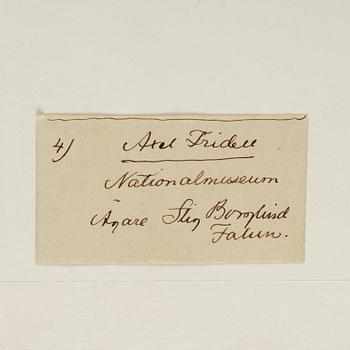 4) Axel Fridell
Nationalmuseum
Ägare Stig Borglind
Falun.